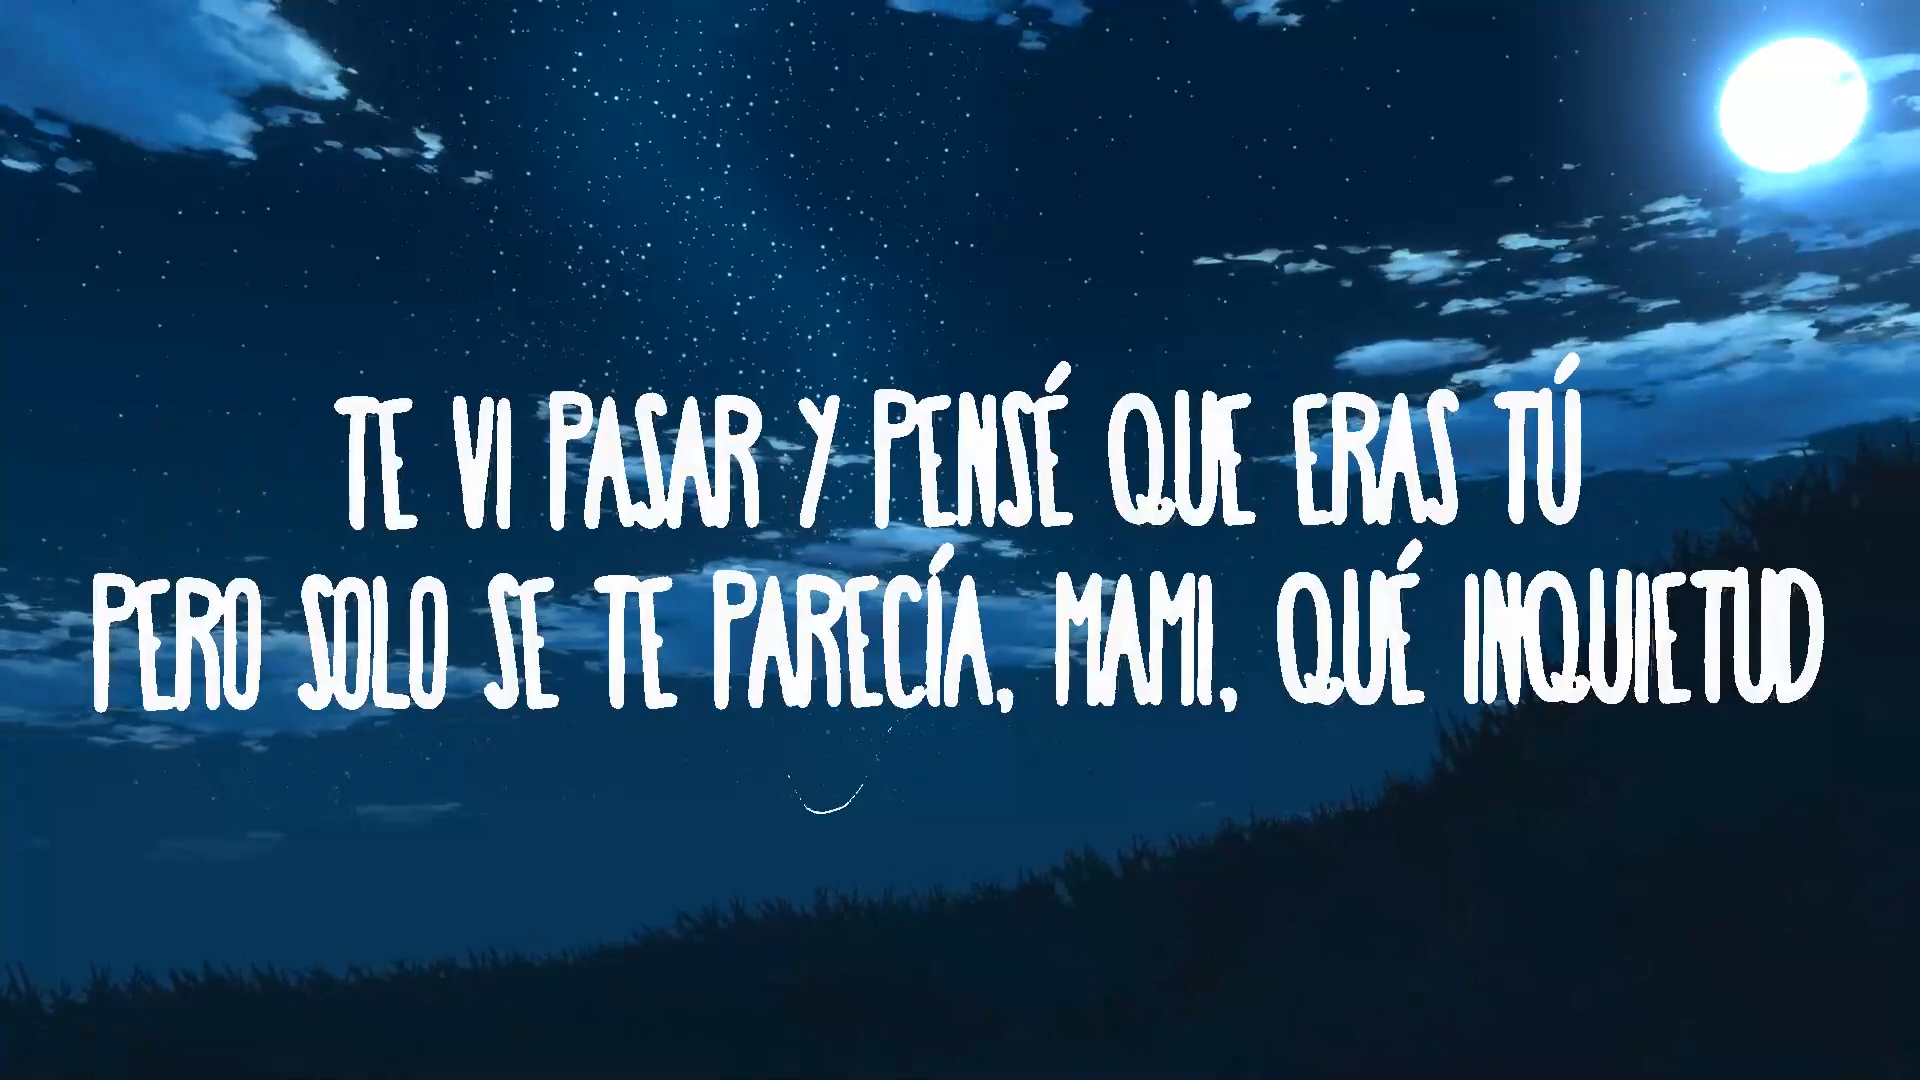 TE VI PASAR Y PENSÉ QUE ERAS TÚ
PERO SOLO SE TE PARECÍA, MAMI, QUÉ INQUIETUD